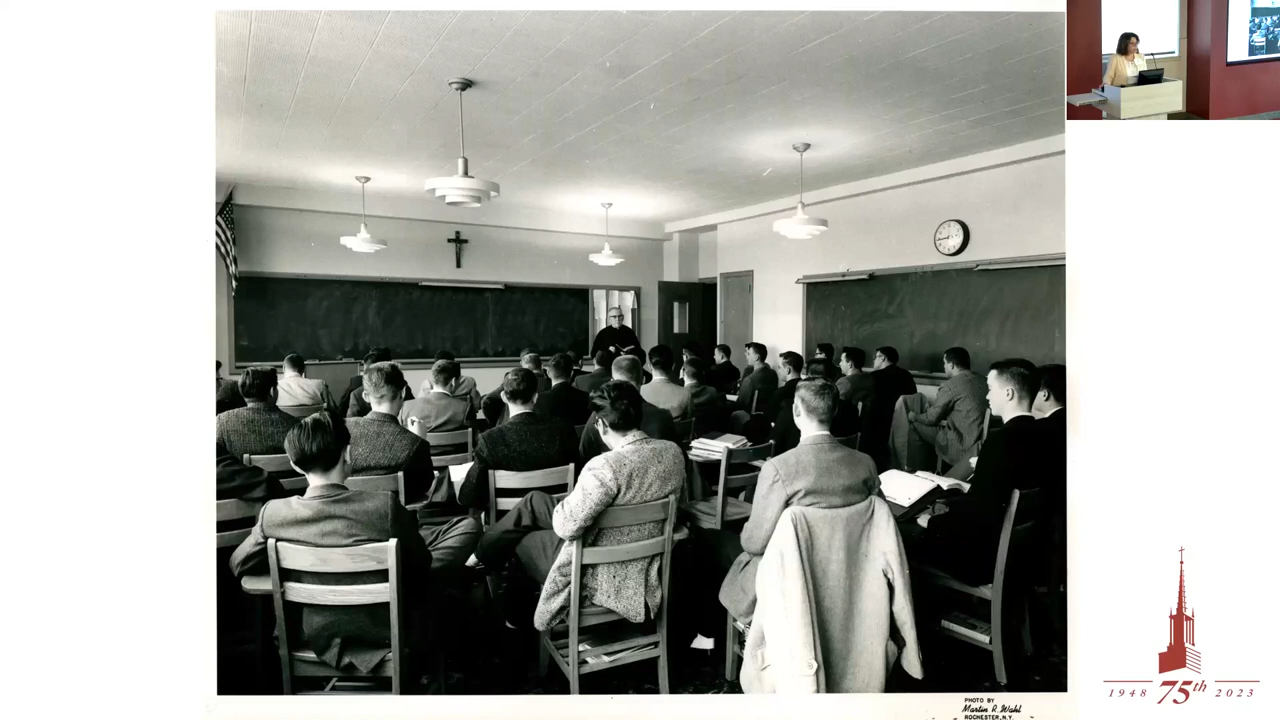 PHOTO BY
Martin R. Wahl
ROCHESTER, N.Y.
1948 75th 2023